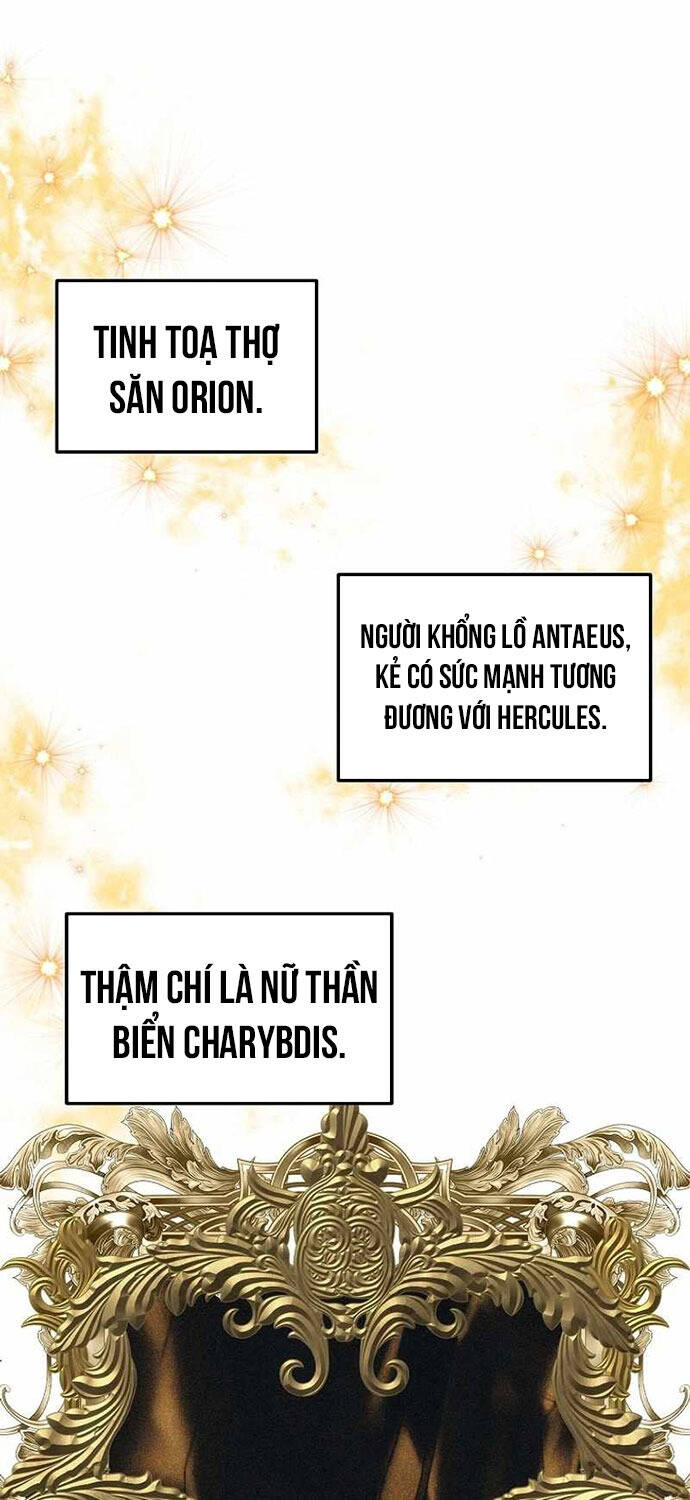 TINH TOẠ THỢ
SĂN ORION.
NGƯỜI KHỔNG LỒ ANTAEUS,
KẺ CÓ SỨC MẠNH TƯƠNG
ĐƯƠNG VỚI HERCULES.
THẬM CHÍ LÀ NỮ THẦN
BIỂN CHARYBDIS.